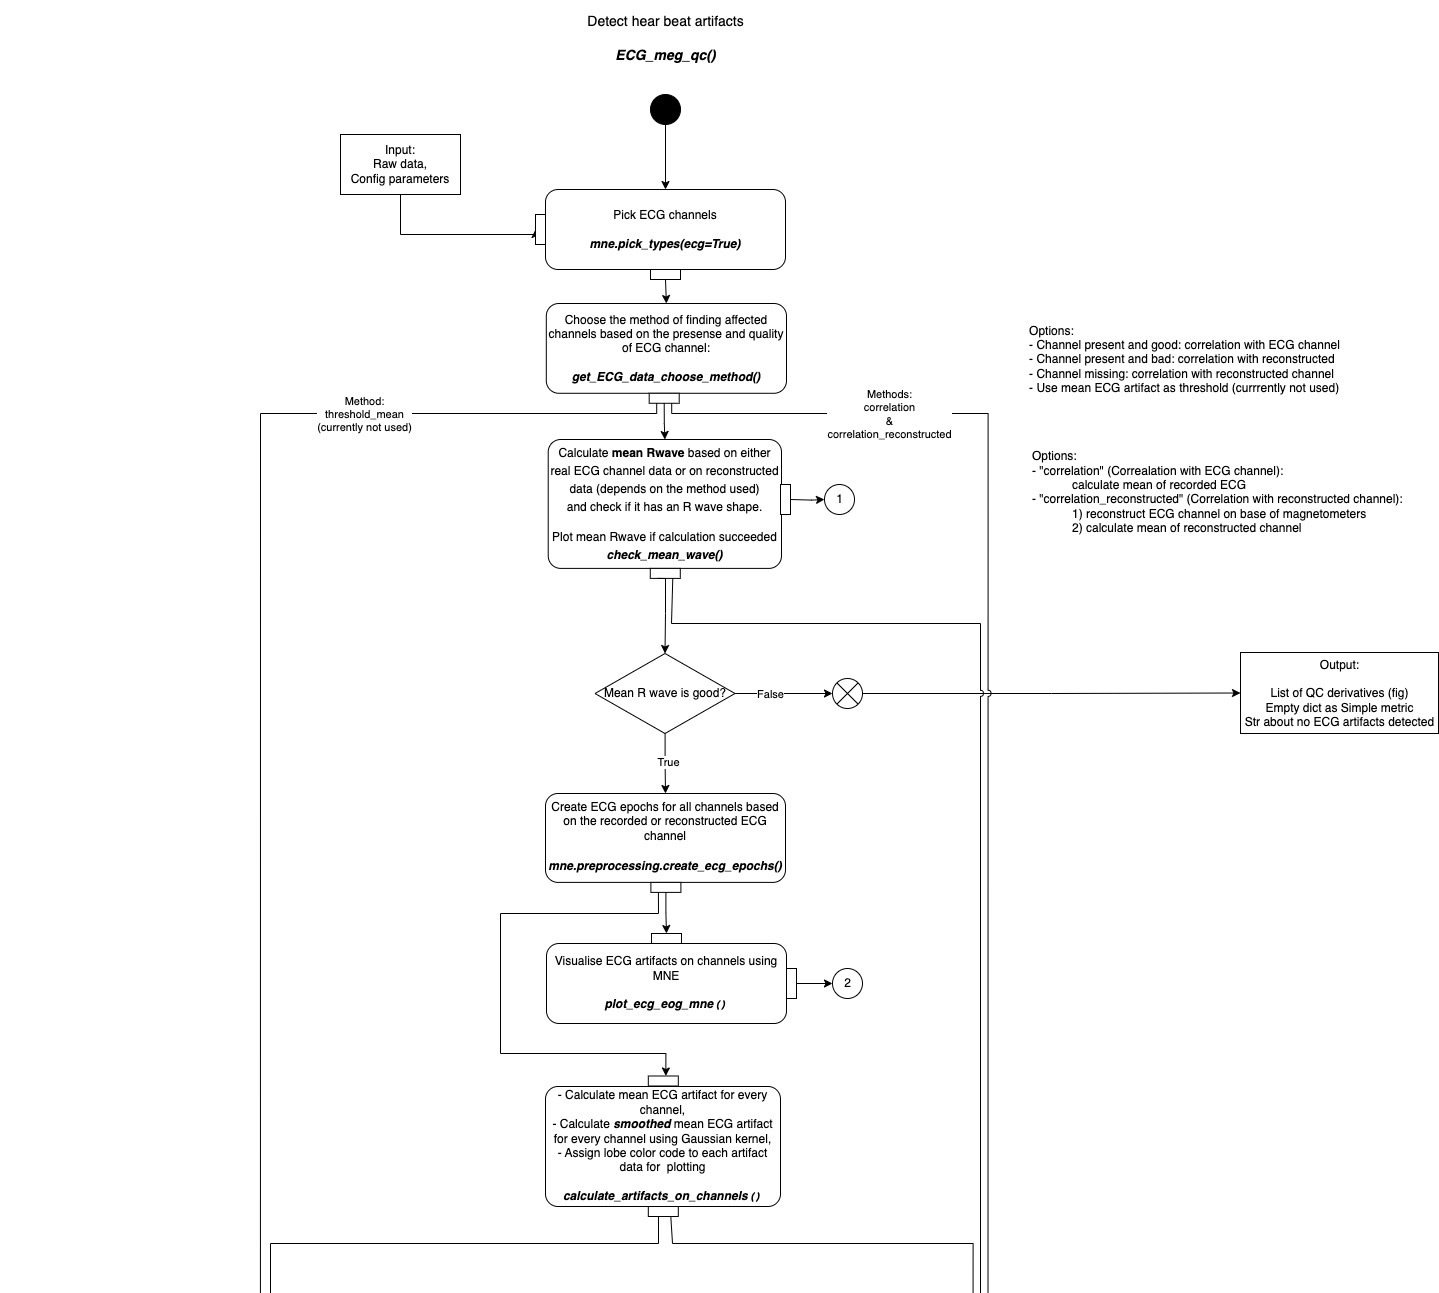 Detect hear beat artifacts
ECG_meg_qc()
Input:
Raw data,
Config parameters
Pick ECG channels
mne.pick_types(ecg=True)
Choose the method of finding affected
channels based on the presense and quality
of ECG channel:
get_ECG_data_choose_method()
Options:
- Channel present and good: correlation with ECG channel
- Channel present and bad: correlation with reconstructed
- Channel missing: correlation with reconstructed channel
- Use mean ECG artifact as threshold (currrently not used)
Method:
threshold_mean
(currently not used)
Methods:
correlation
&
correlation_reconstructed
Calculate mean Rwave based on either
real ECG channel data or on reconstructed
data (depends on the method used)
and check if it has an R wave shape.
Plot mean Rwave if calculation succeeded
check_mean_wave()
1
Options:
- "correlation" (Correalation with ECG channel):
calculate mean of recorded ECG
- "correlation_reconstructed" (Correlation with reconstructed channel):
1) reconstruct ECG channel on base of magnetometers
2) calculate mean of reconstructed channel
Mean R wave is good?
False
Output:
List of QC derivatives (fig)
Empty dict as Simple metric
Str about no ECG artifacts detected
True
Create ECG epochs for all channels based
on the recorded or reconstructed ECG
channel
mne.preprocessing.create_ecg_epochs()
Visualise ECG artifacts on channels using
MNE
plot_ecg_eog_mne()
2
- Calculate mean ECG artifact for every
channel,
- Calculate smoothed mean ECG artifact
for every channel using Gaussian kernel,
- Assign lobe color code to each artifact
data for plotting
calculate_artifacts_on_channels()